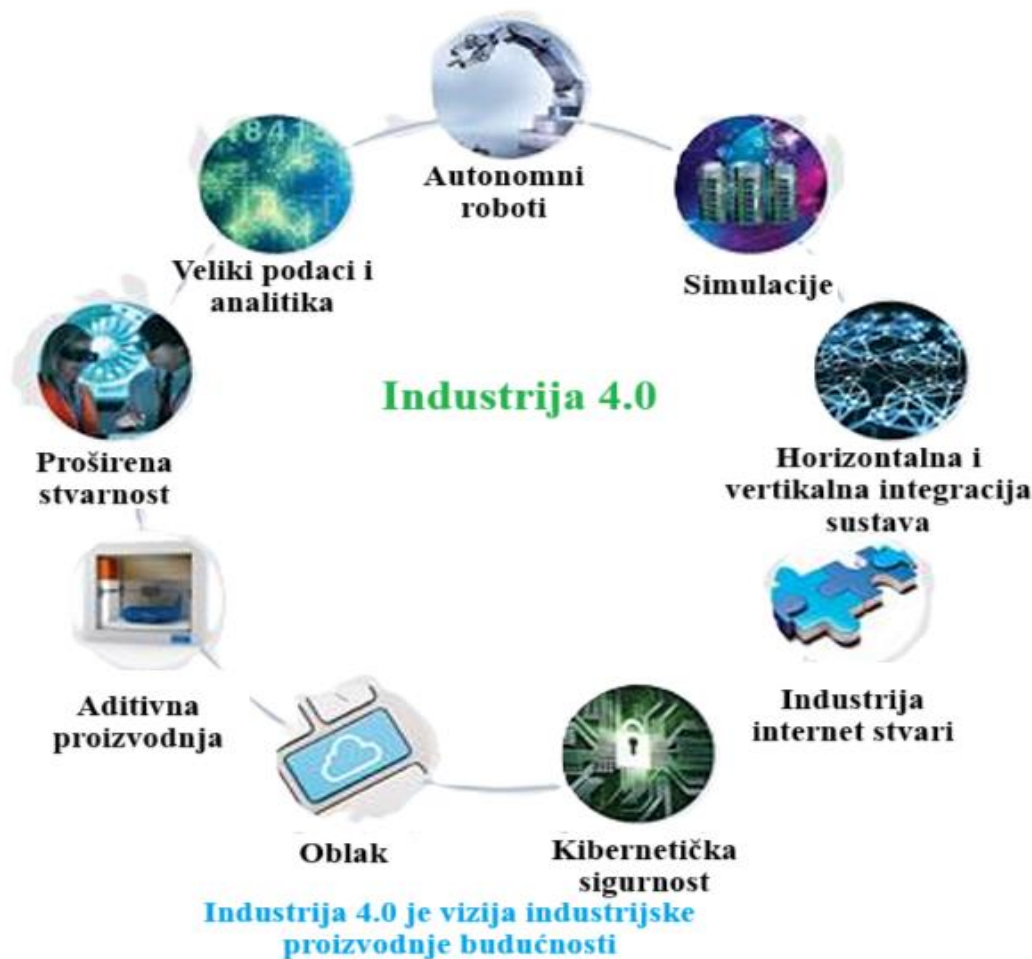 Autonomni
roboti
Simulacije
Horizontalna i
vertikalna integracija
sustava
Industrija
internet stvari
Kibernetička
sigurnost
Oblak
Aditivna
proizvodnja
Proširena
stvarnost
Veliki podaci i
analitika
Industrija 4.0
Industrija 4.0 je vizija industrijske
proizvodnje budućnosti